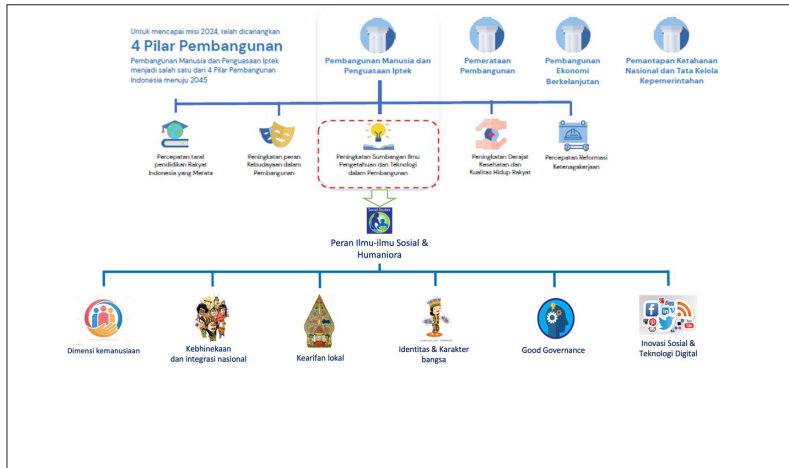 Untuk mencapai misi 2024, telah dicanangkan
4 Pilar Pembangunan
Pembangunan Manusia dan Penguasaan Iptek
menjadi salah satu dari 4 Pilar Pembangunan
Indonesia menuju 2045
Pembangunan Manusia dan
Penguasaan Iptek
Pemerataan
Pembangunan
Pembangunan
Ekonomi
Berkelanjutan
Pemantapan Ketahanan
Nasional dan Tata Kelola
Kepemerintahan
Percepatan taraf
pendidikan Rakyat
Indonesia yang Merata
Peningkatan peran
Kebudayaan dalam
Pembangunan
Peningkatan Sumbangan Ilmu
Pengetahuan dan Teknologi
dalam Pembangunan
Peningkatan Derajat
Kesehatan dan
Kualitas Hidup Rakyat
Percepatan Reformasi
Ketenagakerjaan
Social Studies
Peran Ilmu-ilmu Sosial &
Humaniora
Dimensi kemanusiaan
Kebhinekaan
dan integrasi nasional
Kearifan lokal
Identitas & Karakter
bangsa
Good Governance
Inovasi Sosial &
Teknologi Digital